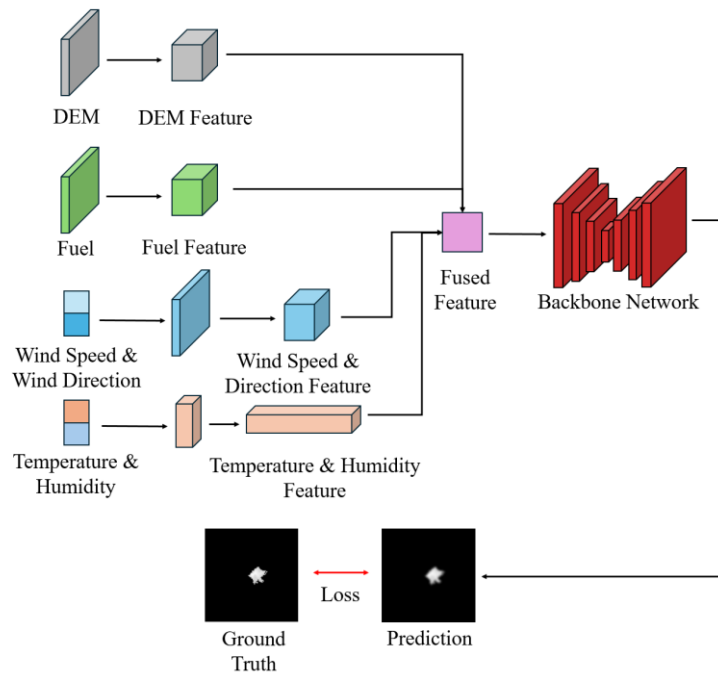 DEM
DEM Feature
Fuel
Fuel Feature
Fused
Feature
Backbone Network
Wind Speed &
Wind Direction
Wind Speed &
Direction Feature
Temperature &
Humidity
Temperature & Humidity
Feature
Loss
Ground
Truth
Prediction